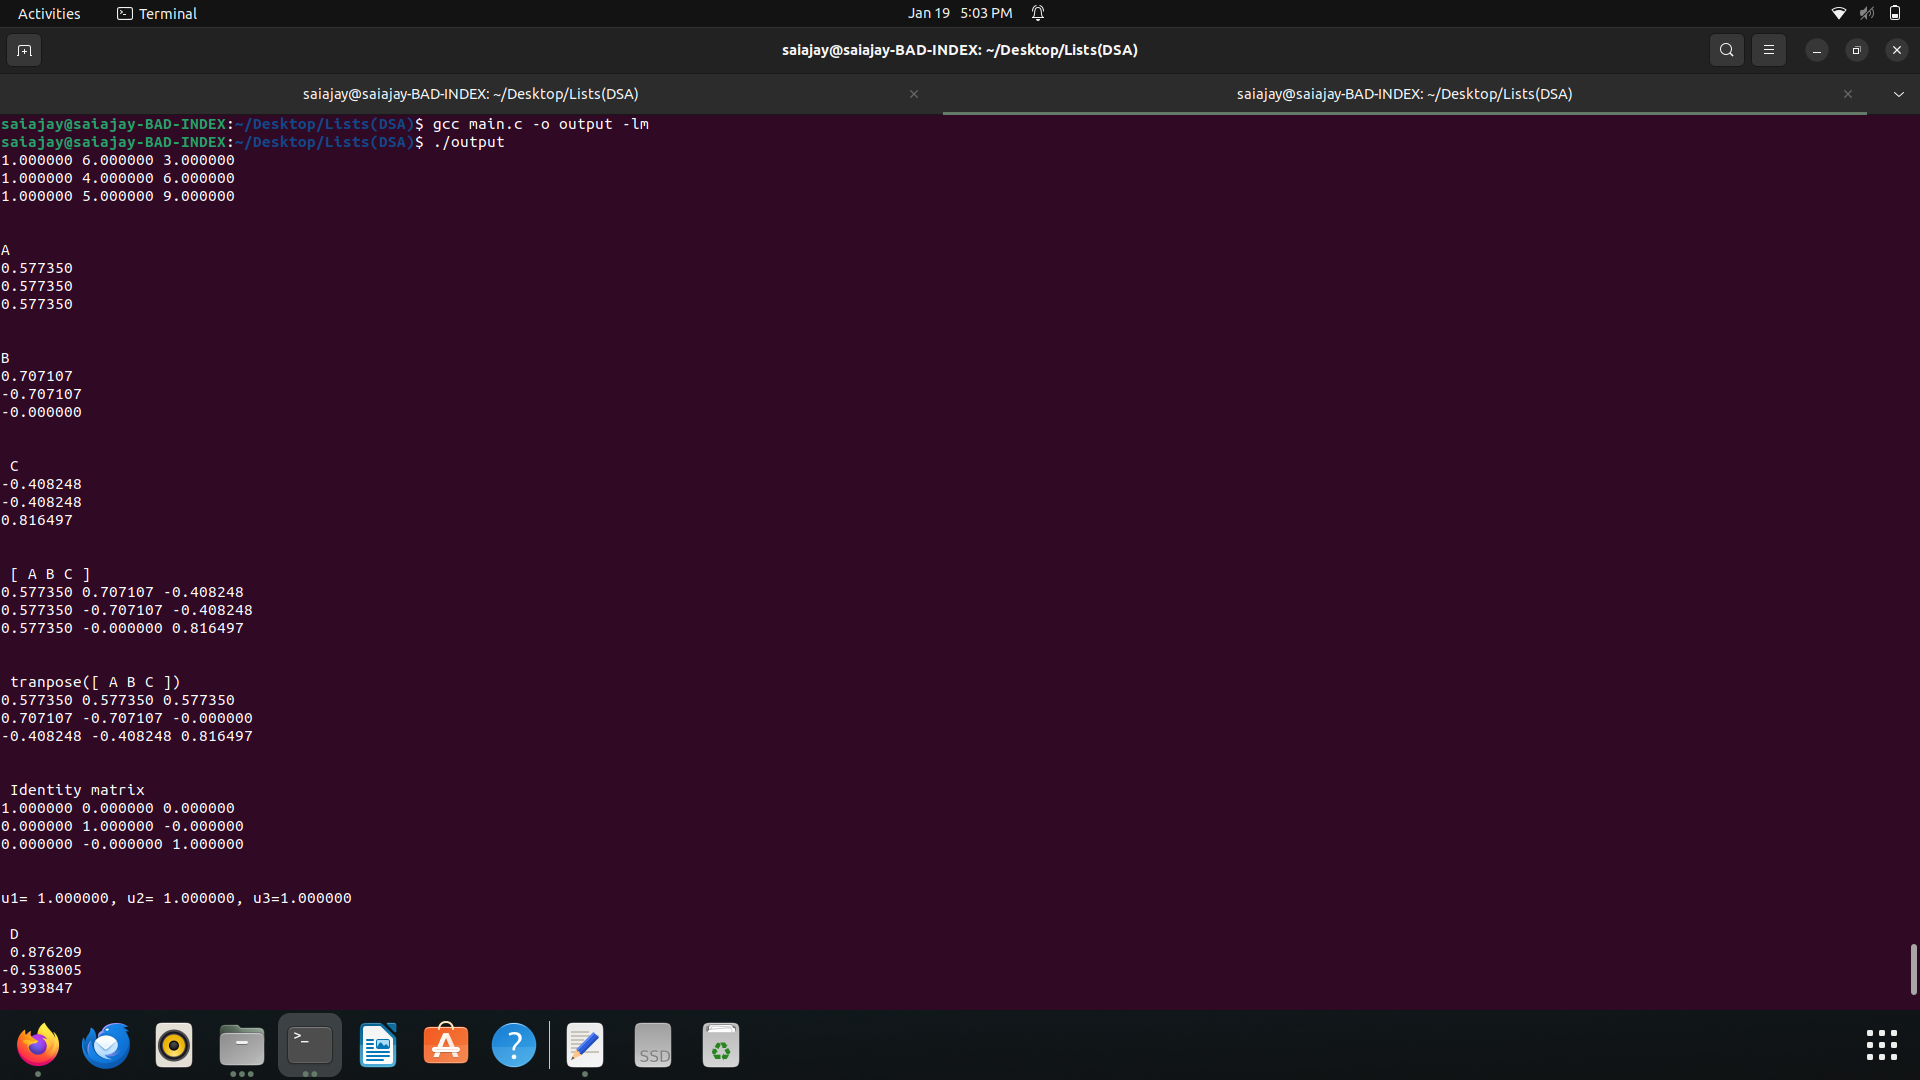 Activities
Terminal
Jan 19 5:03 PM
saiajay@saiajay-BAD-INDEX: ~/Desktop/Lists(DSA)
saiajay@saiajay-BAD-INDEX: ~/Desktop/Lists(DSA)
saiajay@saiajay-BAD-INDEX: ~/Desktop/Lists(DSA)
saiajay@saiajay-BAD-INDEX:~/Desktop/Lists(DSA)$ gcc main.c -o output -lm
saiajay@saiajay-BAD-INDEX:~/Desktop/Lists(DSA)$ ./output
1.000000 6.000000 3.000000
1.000000 4.000000 6.000000
1.000000 5.000000 9.000000
A
0.577350
0.577350
0.577350
B
0.707107
-0.707107
-0.000000
C
-0.408248
-0.408248
0.816497
[ A B C ]
0.577350 0.707107 -0.408248
0.577350 -0.707107 -0.408248
0.577350 -0.000000 0.816497
tranpose([ A B C ])
0.577350 0.577350 0.577350
0.707107 -0.707107 -0.000000
-0.408248 -0.408248 0.816497
Identity matrix
1.000000 0.000000 0.000000
0.000000 1.000000 -0.000000
0.000000 -0.000000 1.000000
u1= 1.000000, u2= 1.000000, u3=1.000000
D
0.876209
-0.538005
1.393847
SSD